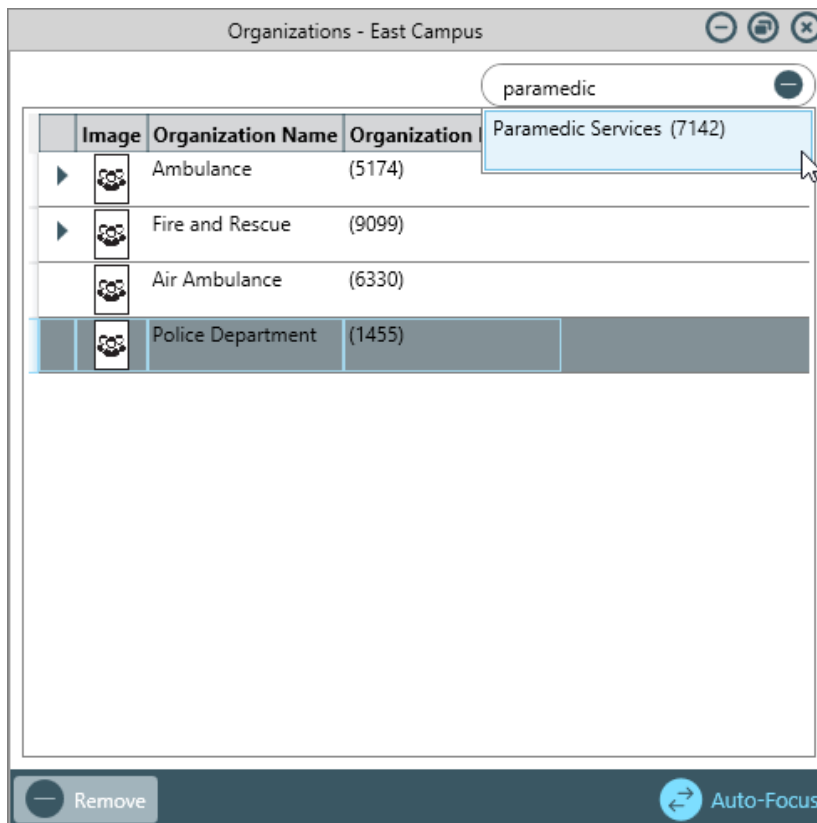 Organizations - East Campus
paramedic
Paramedic Services (7142)
Image Organization Name Organization
Ambulance (5174)
Fire and Rescue (9099)
Air Ambulance (6330)
Police Department (1455)
Remove Auto-Focus